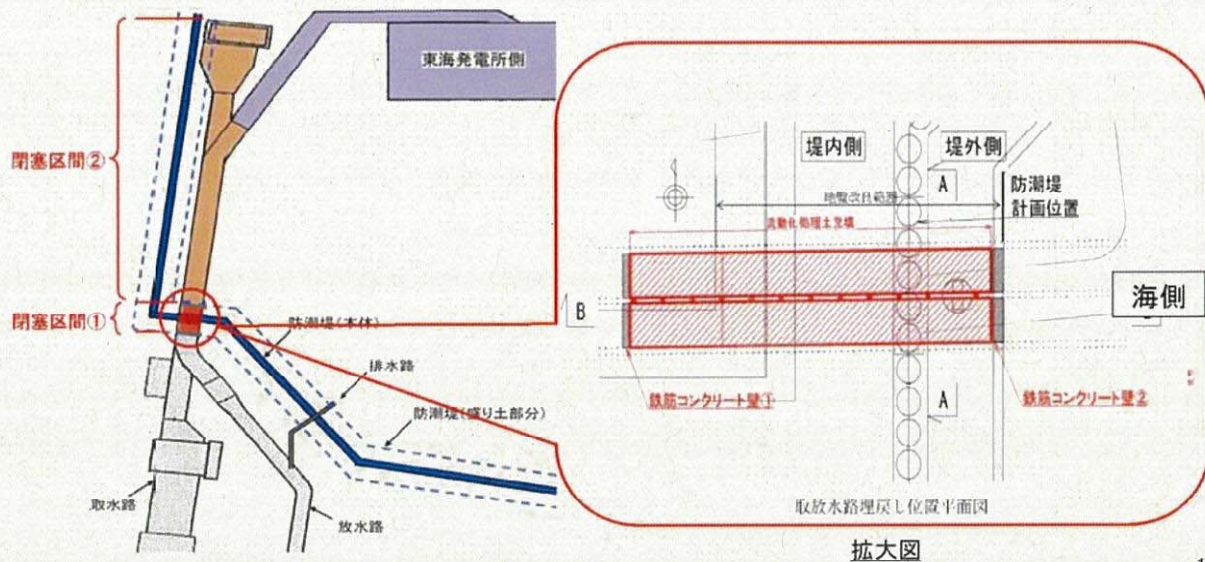 東海発電所側
閉塞区間②
閉塞区間①
防潮堤(本体)
排水路
防潮堤(盛り土部分)
取水路
放水路
堤内側
堤外側
A
防潮堤
計画位置
地盤改良範囲
流動化処理土充填
B
海側
鉄筋コンクリート壁①
A
鉄筋コンクリート壁②
取放水路埋戻し位置平面図
拡大図